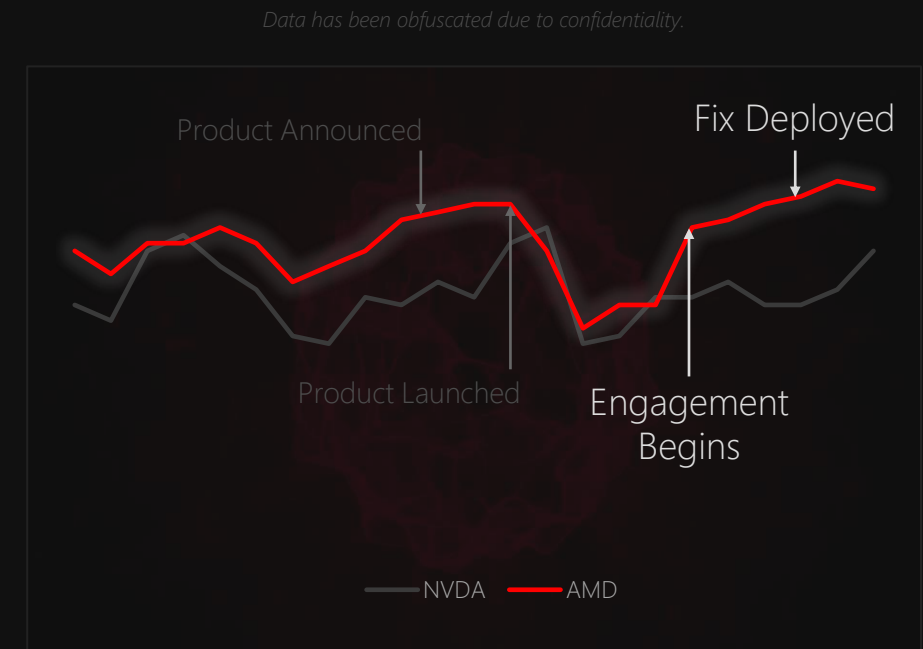 Data has been obfuscated due to confidentiality.
Product Announced
Fix Deployed
Product Launched
Engagement
Begins
NVDA
AMD